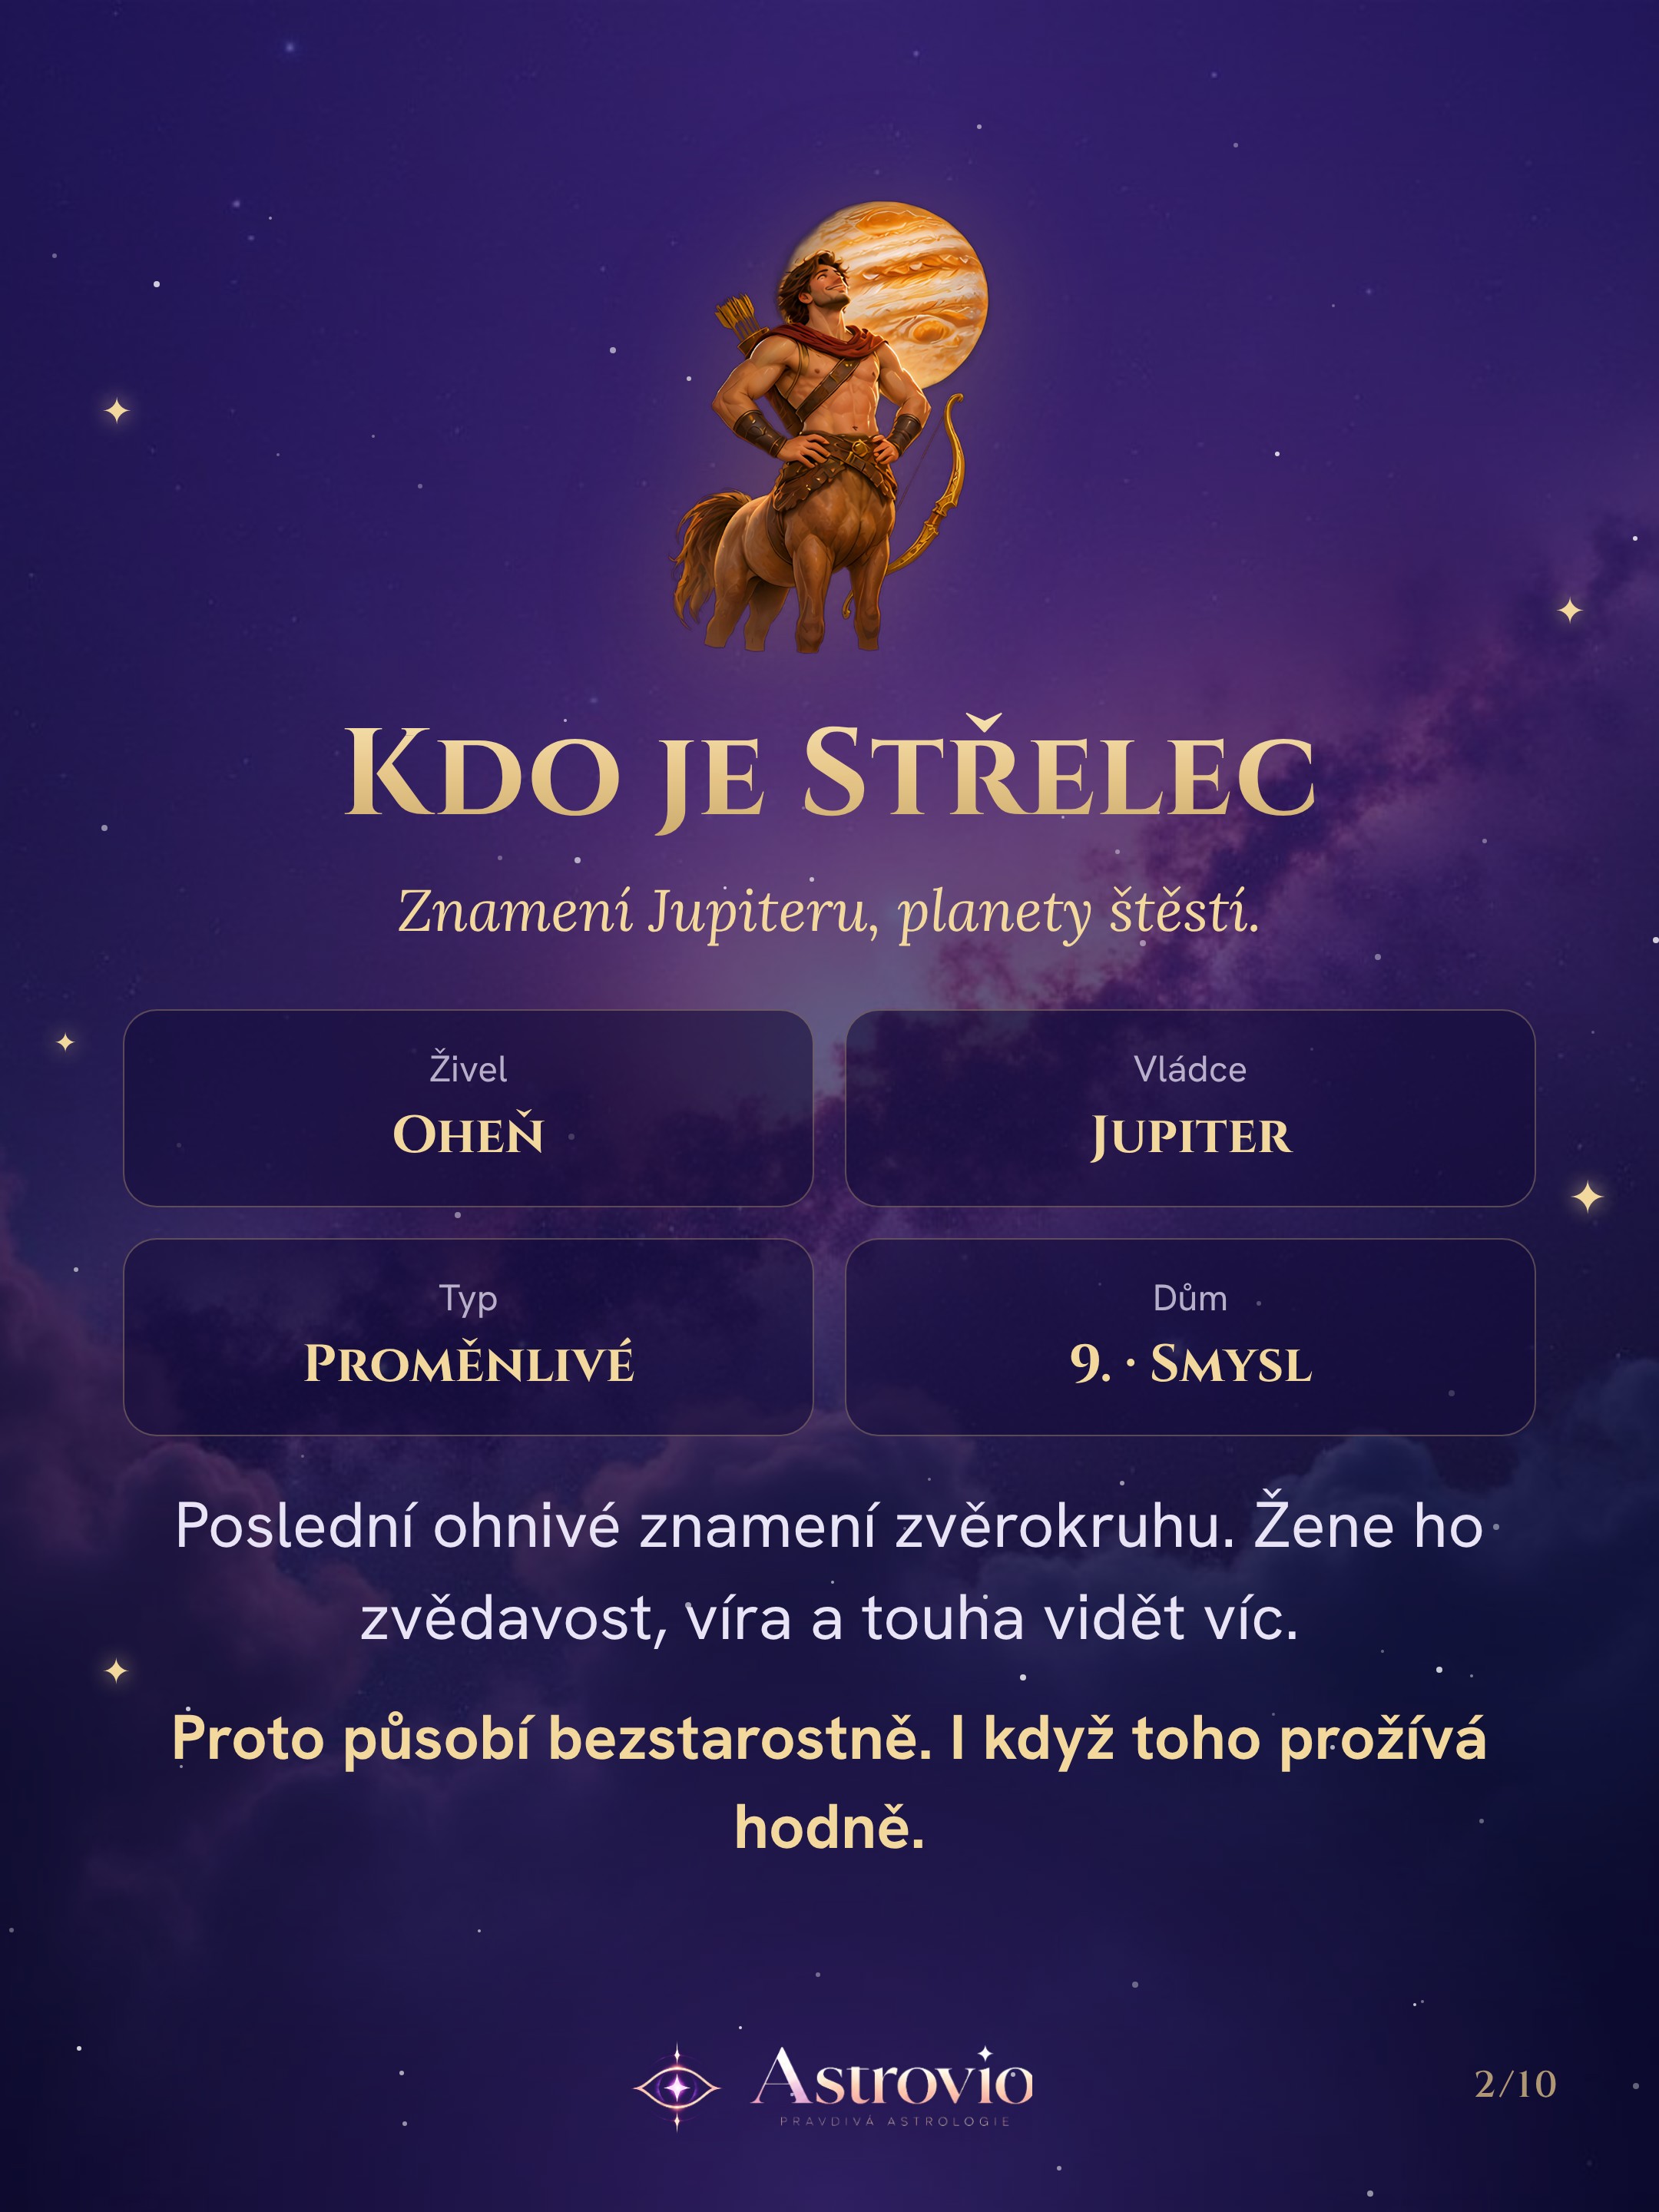 Kdo je Střelec
Znamení Jupiteru, planety štěstí.
Živel
Oheň
Vládce
Jupiter
Typ
Proměnlivé
Dům
9. · Smysl
Poslední ohnivé znamení zvěrokruhu. Žene ho
zvědavost, víra a touha vidět víc.
Proto působí bezstarostně. I když toho prožívá
hodně.
Astrovio
PRAVDIVÁ ASTROLOGIE
2/10